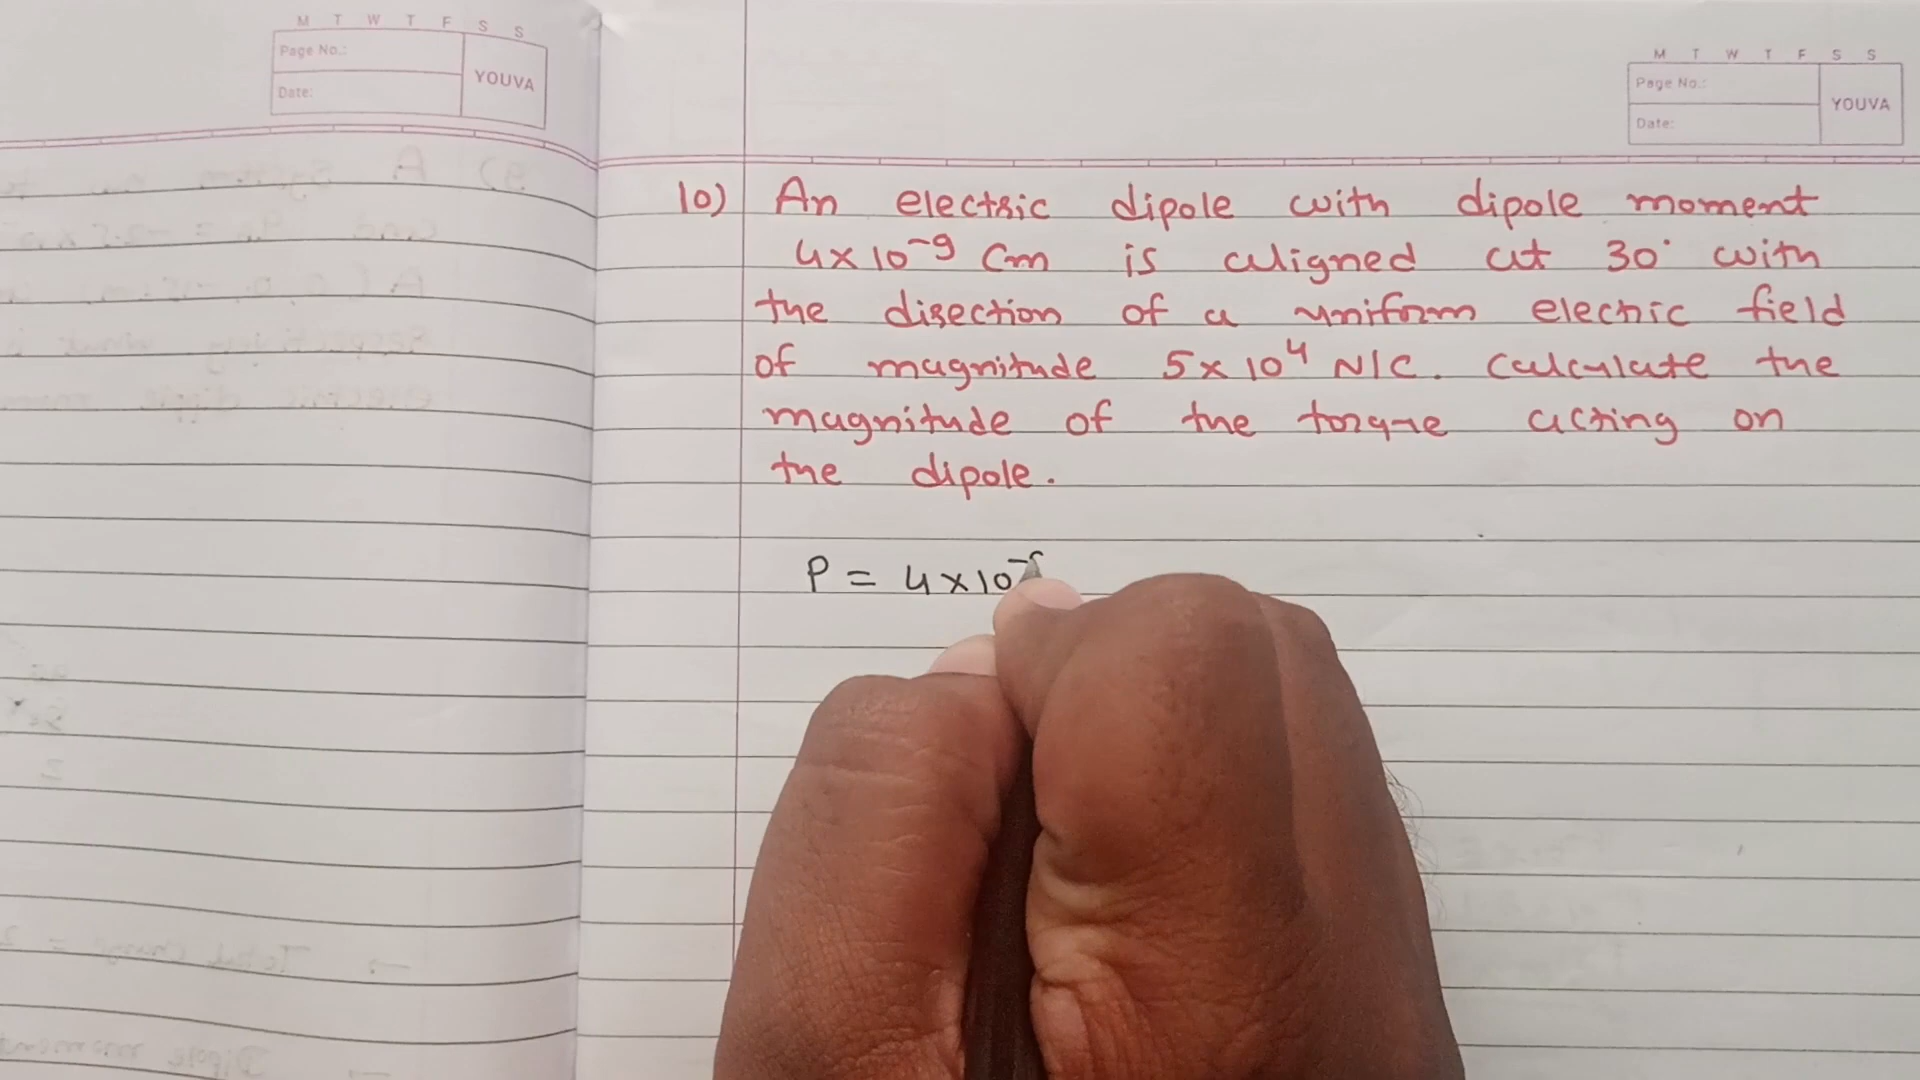 M T W T F S S
Page No.:
YOUVA
Date:
M T W T F S S
Page No.:
YOUVA
Date:
10) An electric dipole with dipole moment
4×10⁻⁹ Cm is aligned at 30° with
the direction of a uniform electric field
of magnitude 5×10⁴ N/C. Calculate the
magnitude of the torque acting on
the dipole.
P = 4×10